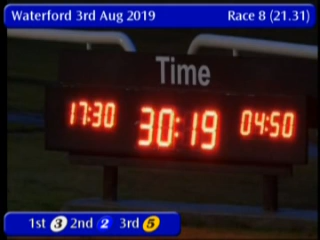 Waterford 3rd Aug 2019 Race 8 (21.31)
Time
17:30 30:19 04:50
1st 3 2nd 2 3rd 5